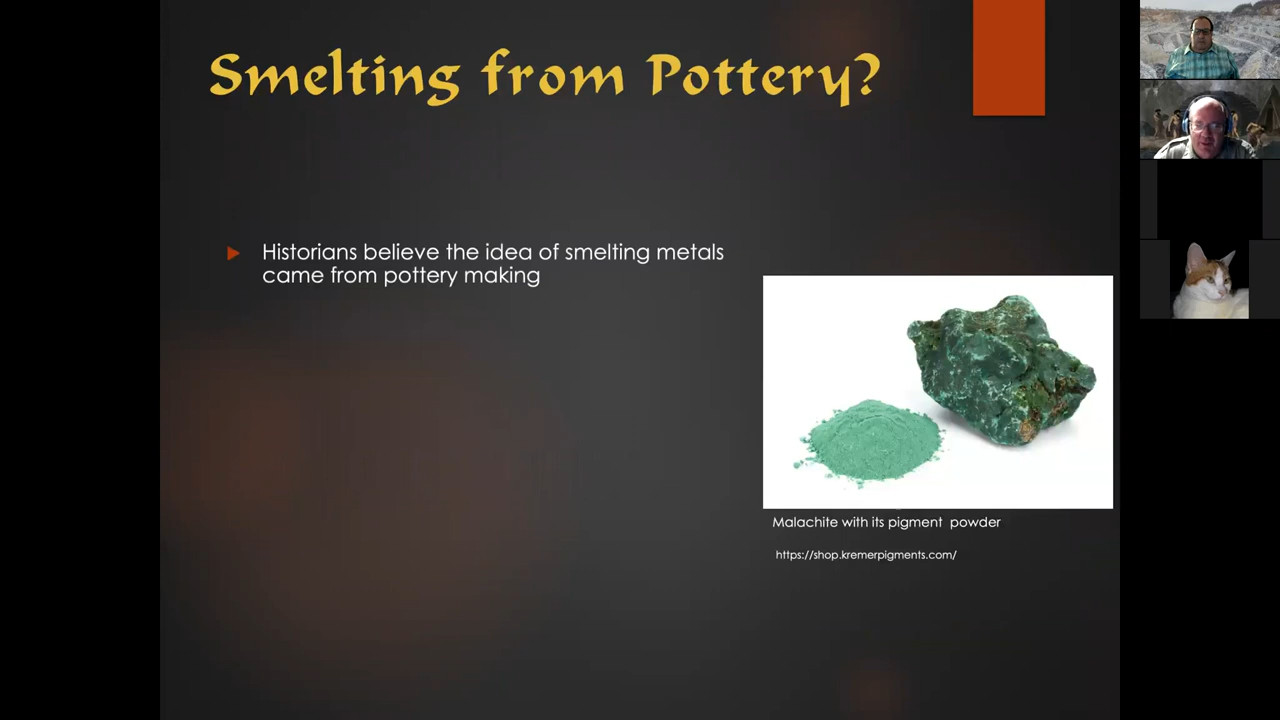 Smelting from Pottery?
Historians believe the idea of smelting metals
came from pottery making
Malachite with its pigment powder
https://shop.kremerpigments.com/